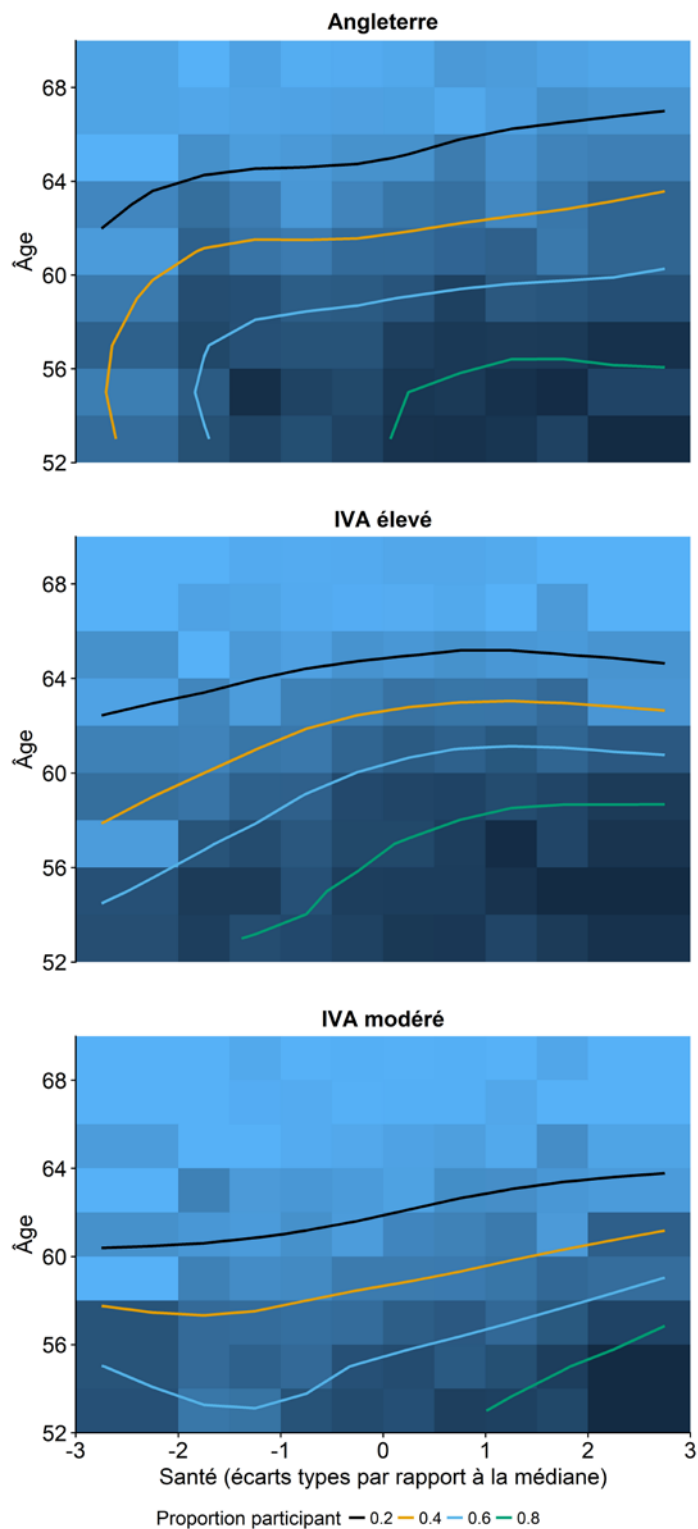 Angleterre
68
64
60
56
52
Âge
IVA élevé
68
64
60
56
52
Âge
IVA modéré
68
64
60
56
52
Âge
-3 -2 -1 0 1 2 3
Santé (écarts types par rapport à la médiane)
Proportion participant 0.2 0.4 0.6 0.8